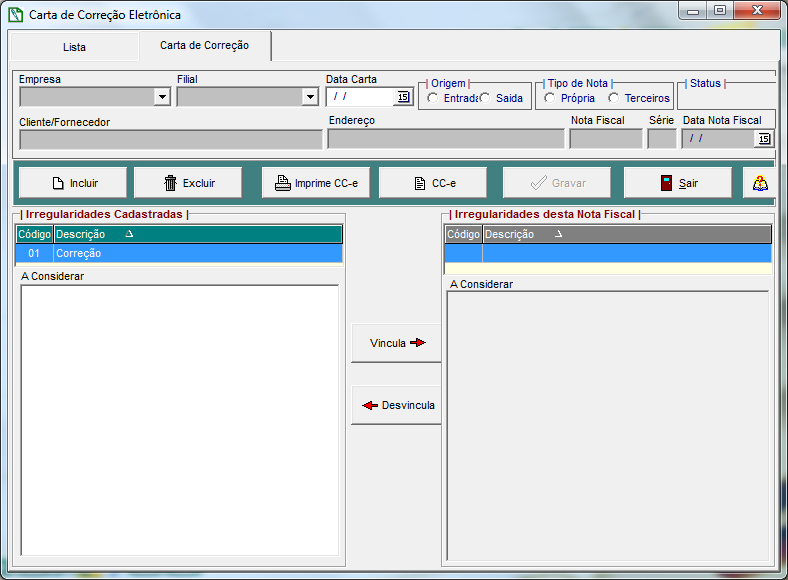 Carta de Correção Eletrônica
Lista
Carta de Correção
Empresa
Filial
Data Carta
Origem
Tipo de Nota
Status
/ /
15
Entrada
Saida
Própria
Terceiros
Cliente/Fornecedor
Endereço
Nota Fiscal
Série
Data Nota Fiscal
/ /
15
Incluir
Excluir
Imprime CC-e
CC-e
Gravar
Sair
Irregularidades Cadastradas
Irregularidades desta Nota Fiscal
Código Descrição
Código Descrição
01 Correção
A Considerar
A Considerar
Vincula
Desvincula